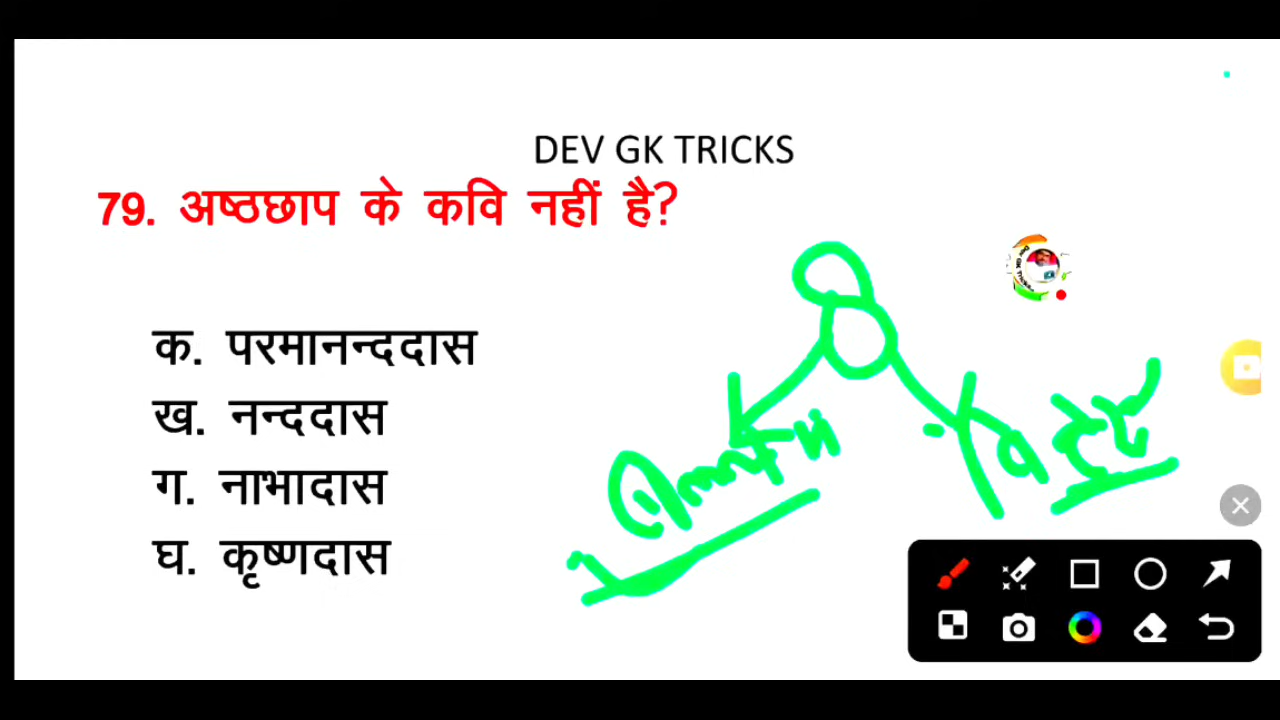 DEV GK TRICKS
79. अष्ठछाप के कवि नहीं है?
क. परमानन्ददास
ख. नन्ददास
ग. नाभादास
घ. कृष्णदास